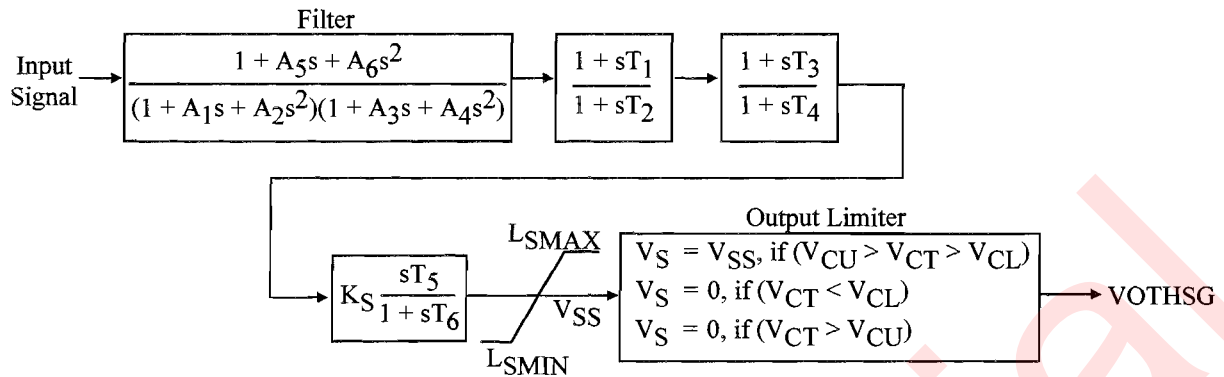 Filter
Input
Signal
1 + A5s + A6s²
(1 + A1s + A2s²)(1 + A3s + A4s²)
1 + sT1
1 + sT2
1 + sT3
1 + sT4
Output Limiter
LSMAX
KS
sT5
1 + sT6
VSS
LSMIN
VS = VSS, if (VCU > VCT > VCL)
VS = 0, if (VCT < VCL)
VS = 0, if (VCT > VCU)
VOTHSG